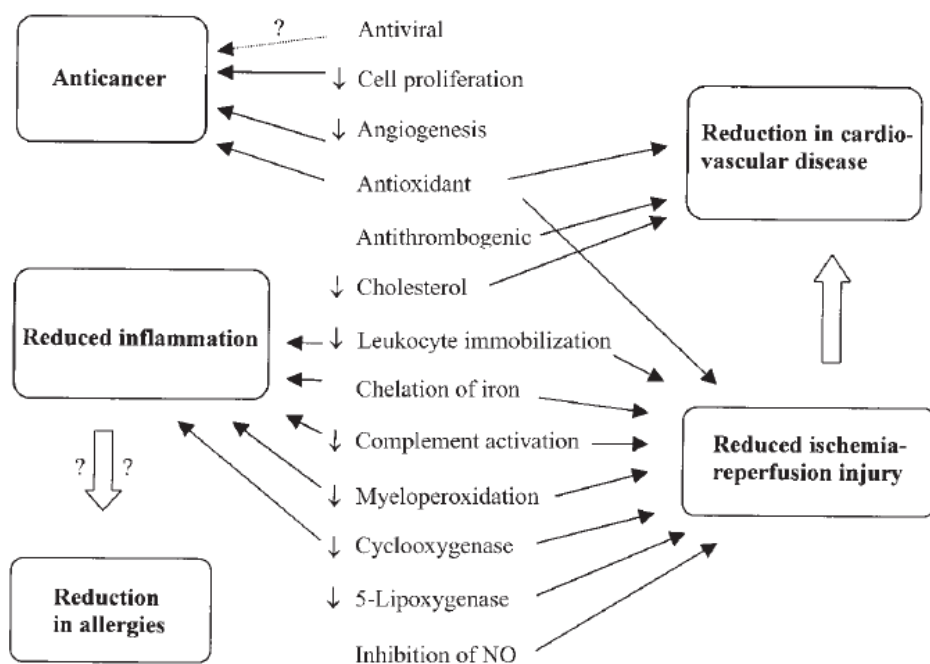 ?
Antiviral
Anticancer
↓ Cell proliferation
↓ Angiogenesis
Reduction in cardio-
vascular disease
Antioxidant
Antithrombogenic
↓ Cholesterol
Reduced inflammation
↓ Leukocyte immobilization
Chelation of iron
↓ Complement activation
Reduced ischemia-
reperfusion injury
? ?
↓ Myeloperoxidation
↓ Cyclooxygenase
Reduction
in allergies
↓ 5-Lipoxygenase
Inhibition of NO